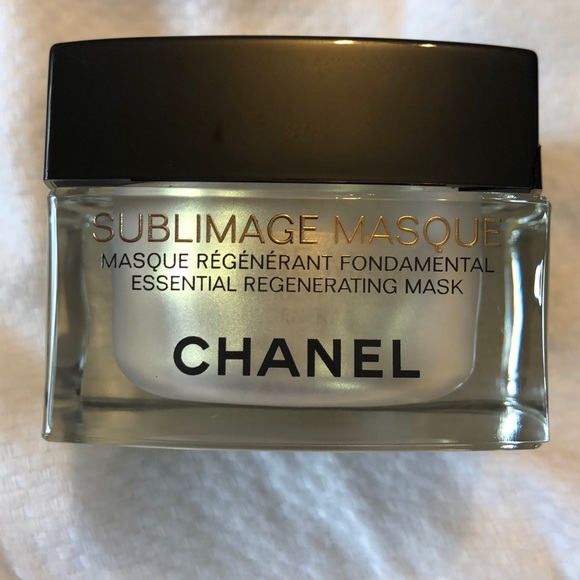 SUBLIMAGE MASQUE
MASQUE RÉGÉNÉRANT FONDAMENTAL
ESSENTIAL REGENERATING MASK
CHANEL